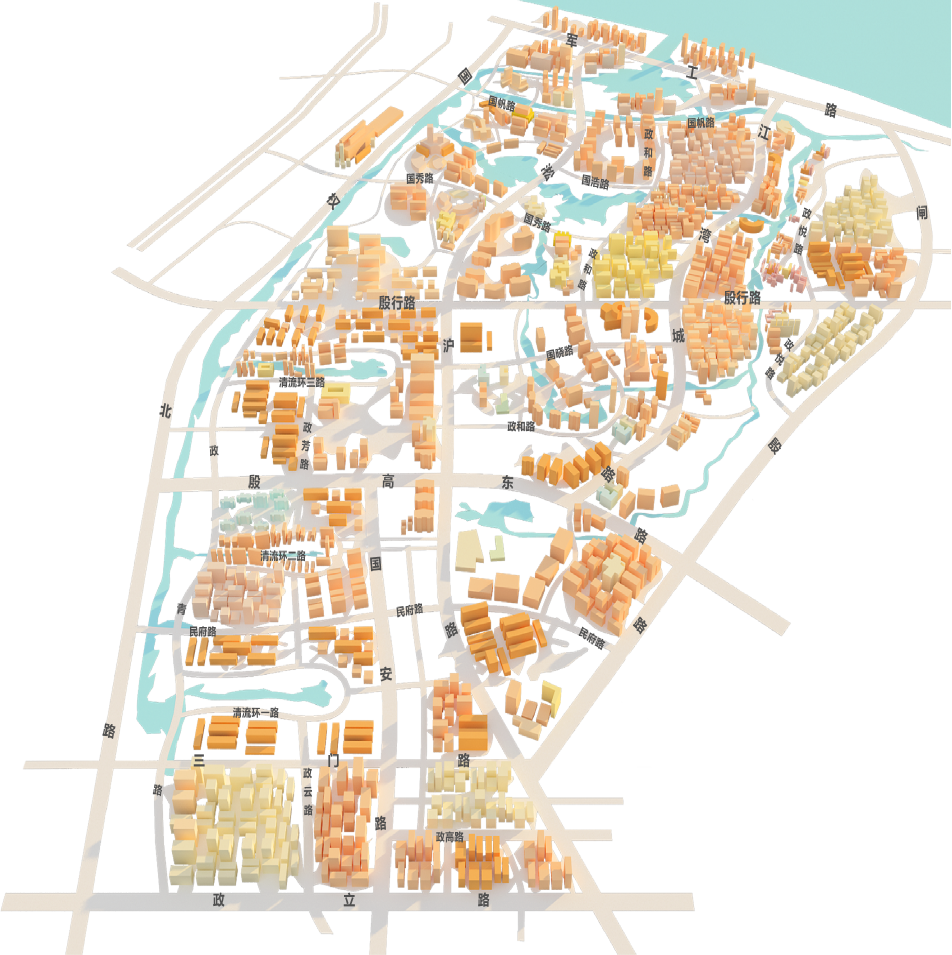 军工路
国权北路
国帆路
国帆路
政和路
江湾城路
淞沪路
国秀路
国浩路
闸殷路
政悦路
国秀路
政和路
殷行路
殷行路
国晓路
政悦路
清流环三路
政芳路
政和路
政青路
殷高东路
清流环二路
国安路
民府路
民府路
民府路
清流环一路
三门路
政云路
政高路
政立路